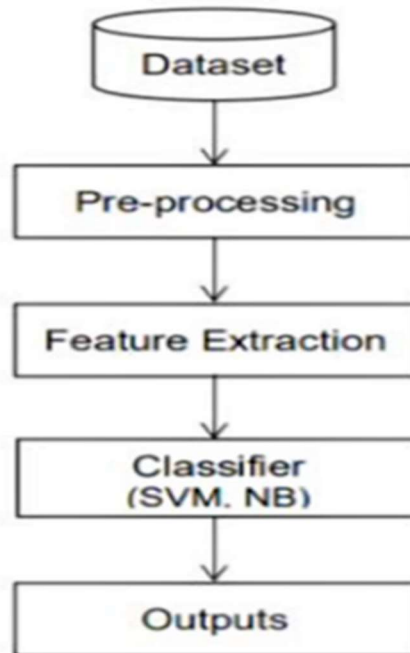 Dataset
Pre-processing
Feature Extraction
Classifier
(SVM, NB)
Outputs